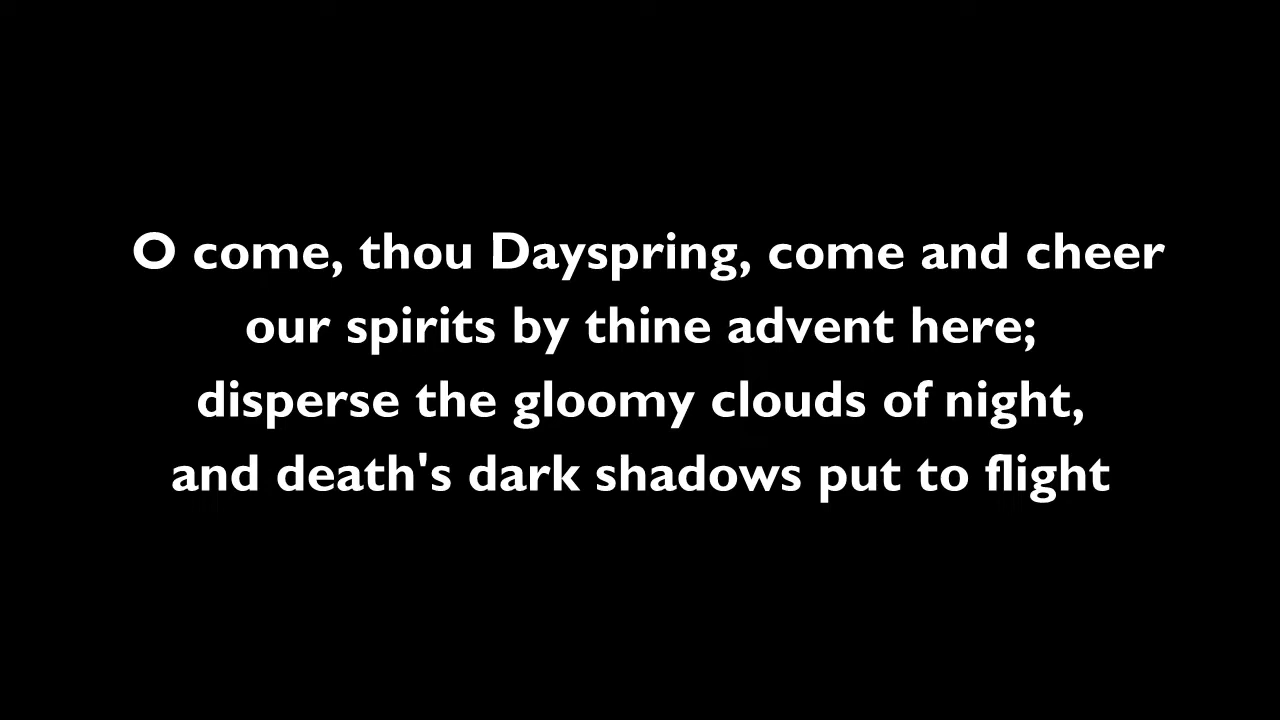 O come, thou Dayspring, come and cheer
our spirits by thine advent here;
disperse the gloomy clouds of night,
and death's dark shadows put to flight